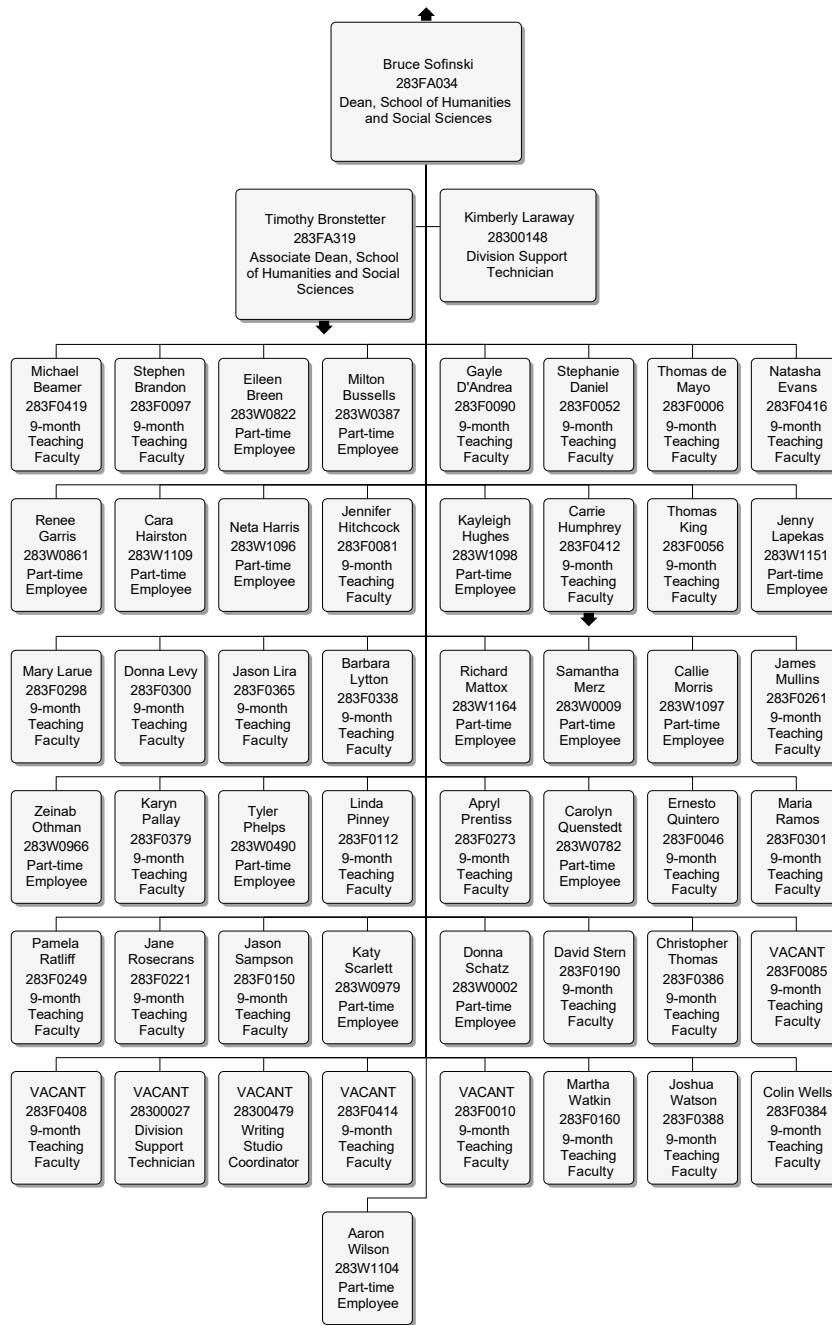 Bruce Sofinski
283FA034
Dean, School of Humanities
and Social Sciences
Timothy Bronstetter
283FA319
Associate Dean, School
of Humanities and Social
Sciences
Kimberly Laraway
28300148
Division Support
Technician
Michael
Beamer
283F0419
9-month
Teaching
Faculty
Stephen
Brandon
283F0097
9-month
Teaching
Faculty
Eileen
Breen
283W0822
Part-time
Employee
Milton
Bussells
283W0387
Part-time
Employee
Gayle
D'Andrea
283F0090
9-month
Teaching
Faculty
Stephanie
Daniel
283F0052
9-month
Teaching
Faculty
Thomas de
Mayo
283F0006
9-month
Teaching
Faculty
Natasha
Evans
283F0416
9-month
Teaching
Faculty
Renee
Garris
283W0861
Part-time
Employee
Cara
Hairston
283W1109
Part-time
Employee
Neta Harris
283W1096
Part-time
Employee
Jennifer
Hitchcock
283F0081
9-month
Teaching
Faculty
Kayleigh
Hughes
283W1098
Part-time
Employee
Carrie
Humphrey
283F0412
9-month
Teaching
Faculty
Thomas
King
283F0056
9-month
Teaching
Faculty
Jenny
Lapekas
283W1151
Part-time
Employee
Mary Larue
283F0298
9-month
Teaching
Faculty
Donna Levy
283F0300
9-month
Teaching
Faculty
Jason Lira
283F0365
9-month
Teaching
Faculty
Barbara
Lytton
283F0338
9-month
Teaching
Faculty
Richard
Mattox
283W1164
Part-time
Employee
Samantha
Merz
283W0009
Part-time
Employee
Callie
Morris
283W1097
Part-time
Employee
James
Mullins
283F0261
9-month
Teaching
Faculty
Zeinab
Othman
283W0966
Part-time
Employee
Karyn
Pallay
283F0379
9-month
Teaching
Faculty
Tyler
Phelps
283W0490
Part-time
Employee
Linda
Pinney
283F0112
9-month
Teaching
Faculty
Apryl
Prentiss
283F0273
9-month
Teaching
Faculty
Carolyn
Quenstedt
283W0782
Part-time
Employee
Ernesto
Quintero
283F0046
9-month
Teaching
Faculty
Maria
Ramos
283F0301
9-month
Teaching
Faculty
Pamela
Ratliff
283F0249
9-month
Teaching
Faculty
Jane
Rosecrans
283F0221
9-month
Teaching
Faculty
Jason
Sampson
283F0150
9-month
Teaching
Faculty
Katy
Scarlett
283W0979
Part-time
Employee
Donna
Schatz
283W0002
Part-time
Employee
David Stern
283F0190
9-month
Teaching
Faculty
Christopher
Thomas
283F0386
9-month
Teaching
Faculty
VACANT
283F0085
9-month
Teaching
Faculty
VACANT
283F0408
9-month
Teaching
Faculty
VACANT
28300027
Division
Support
Technician
VACANT
28300479
Writing
Studio
Coordinator
VACANT
283F0414
9-month
Teaching
Faculty
VACANT
283F0010
9-month
Teaching
Faculty
Martha
Watkin
283F0160
9-month
Teaching
Faculty
Joshua
Watson
283F0388
9-month
Teaching
Faculty
Colin Wells
283F0384
9-month
Teaching
Faculty
Aaron
Wilson
283W1104
Part-time
Employee